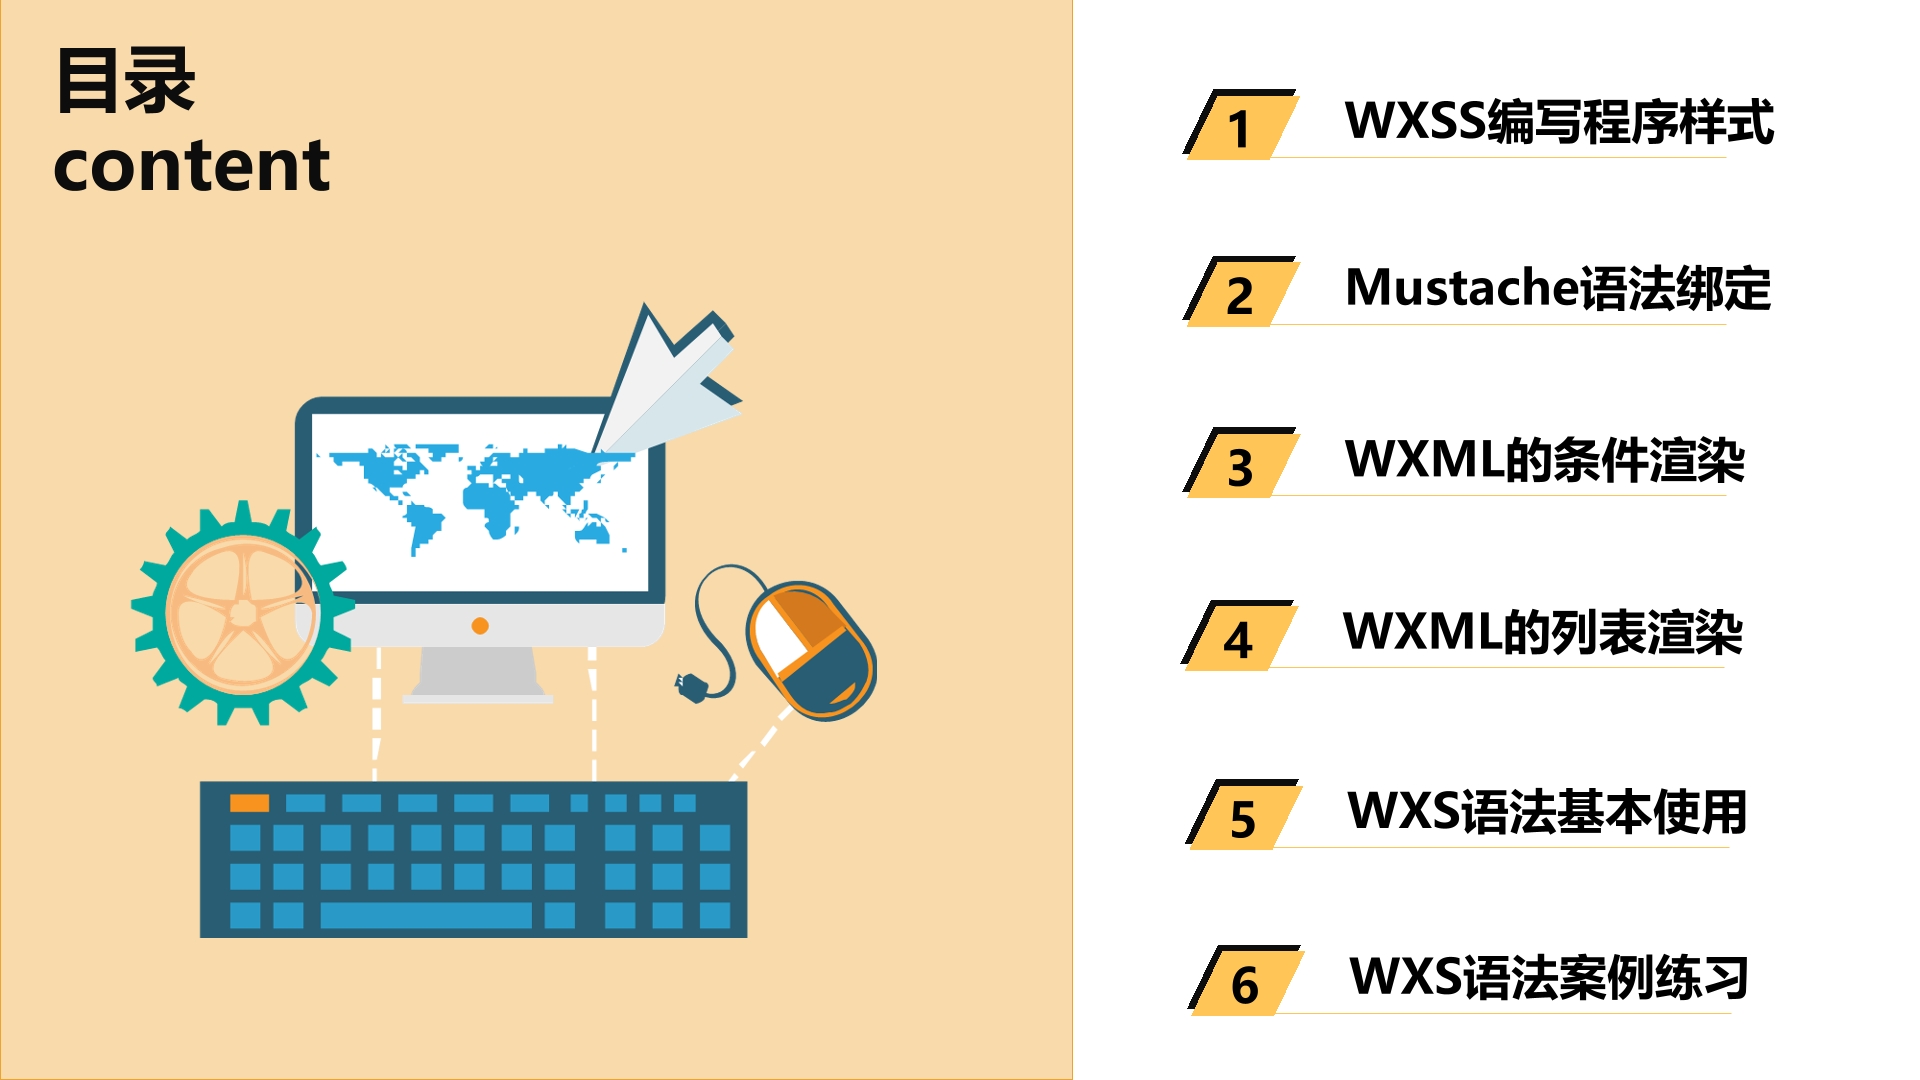 目录
content
1 WXSS编写程序样式
2 Mustache语法绑定
3 WXML的条件渲染
4 WXML的列表渲染
5 WXS语法基本使用
6 WXS语法案例练习